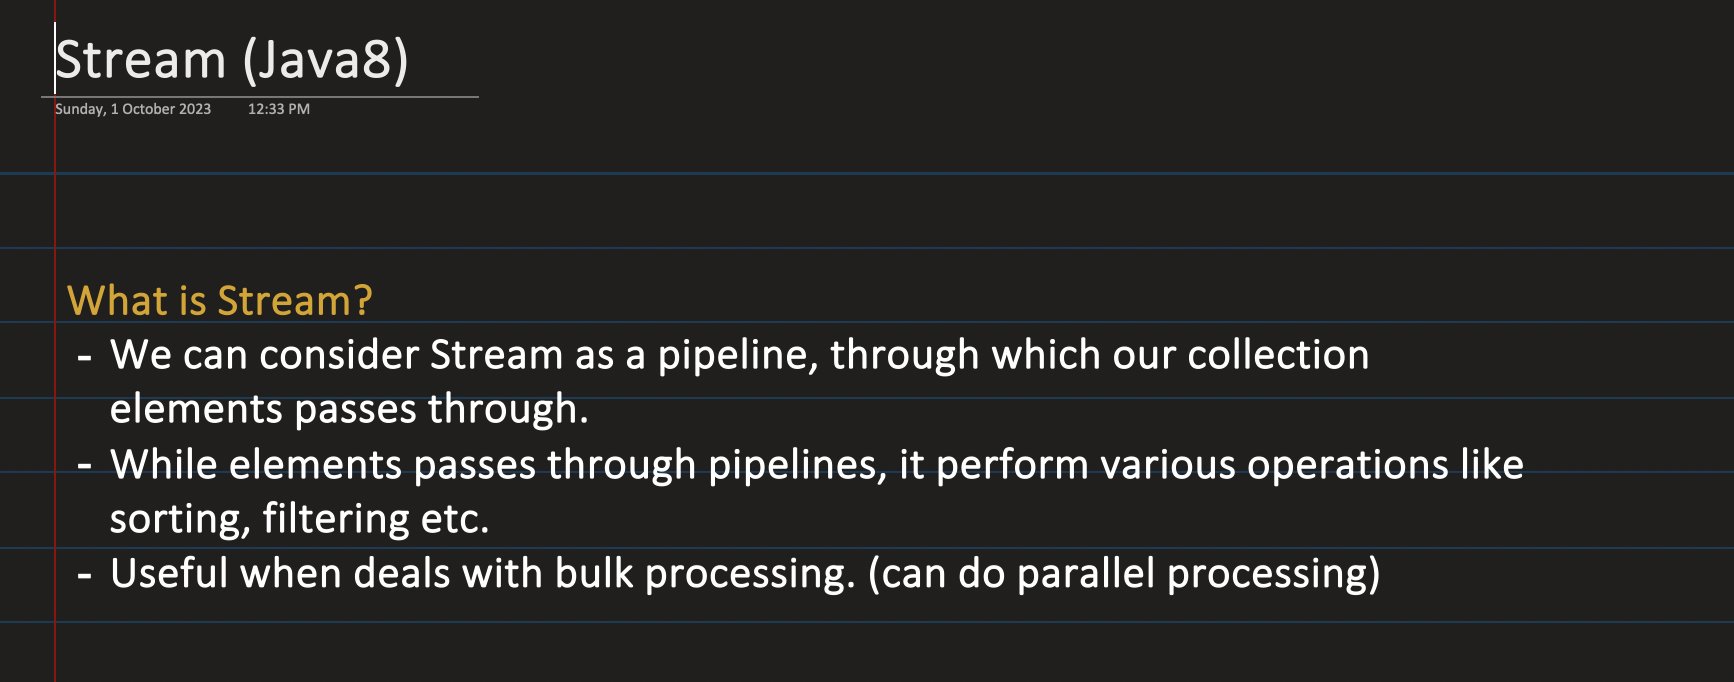 Stream (Java8)
Sunday, 1 October 2023 12:33 PM
What is Stream?
- We can consider Stream as a pipeline, through which our collection
elements passes through.
- While elements passes through pipelines, it perform various operations like
sorting, filtering etc.
- Useful when deals with bulk processing. (can do parallel processing)